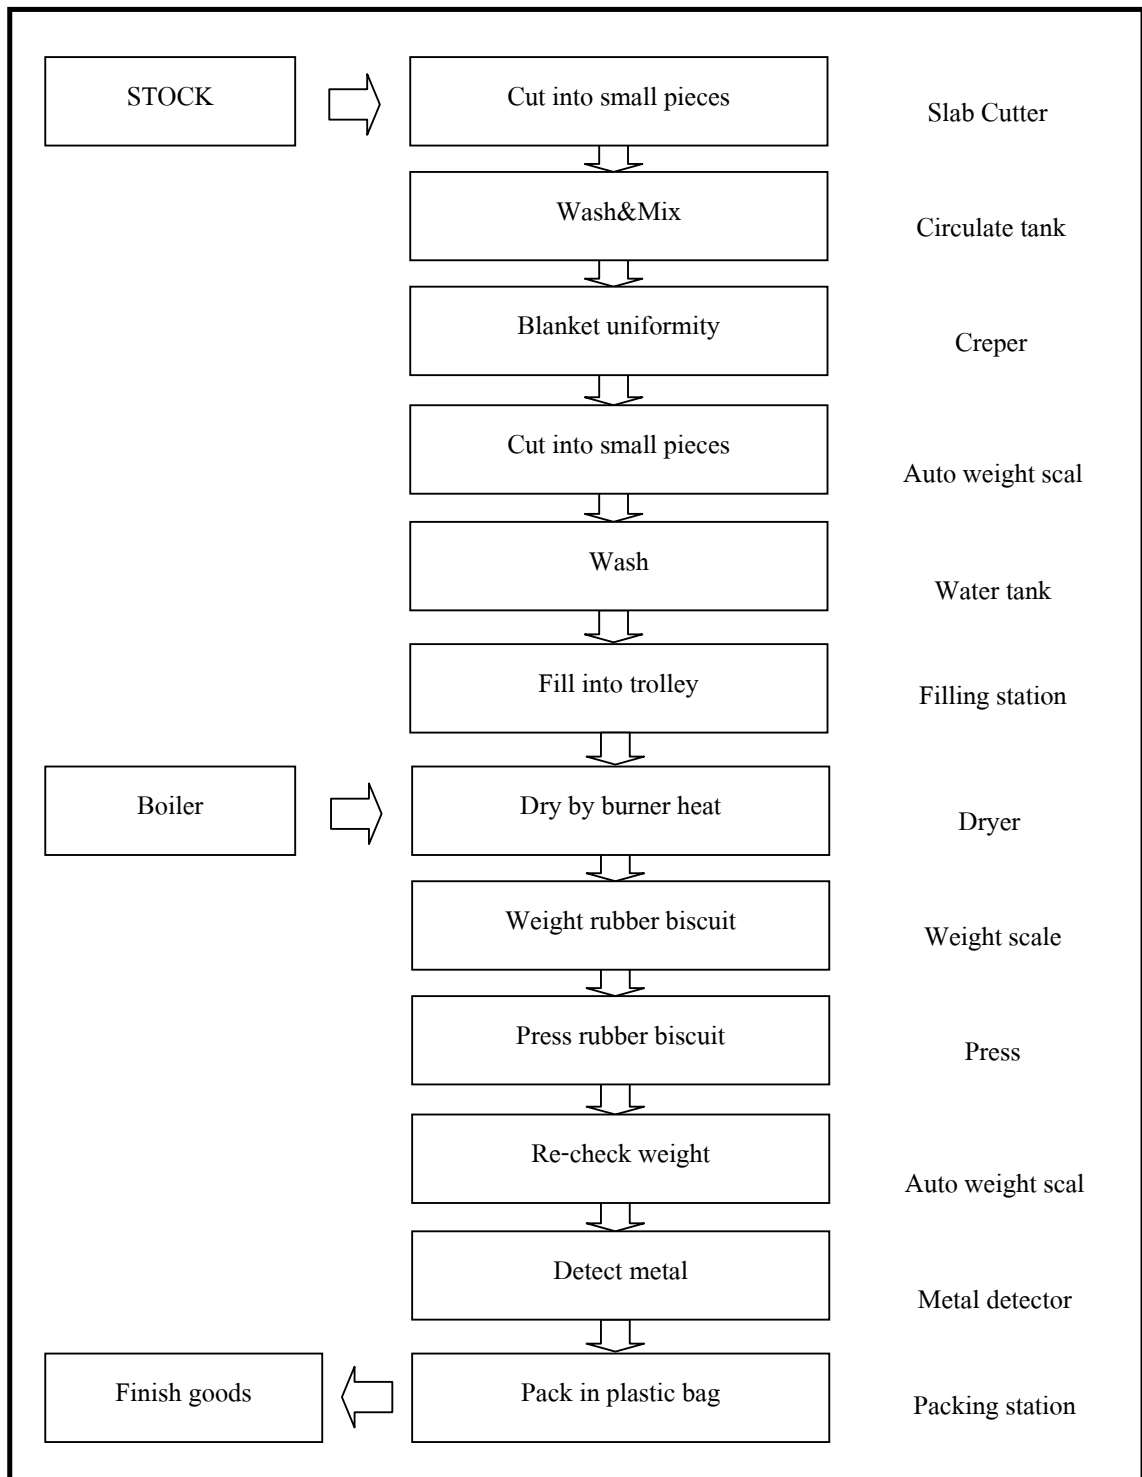 STOCK
Cut into small pieces
Slab Cutter
Wash&Mix
Circulate tank
Blanket uniformity
Creper
Cut into small pieces
Auto weight scal
Wash
Water tank
Fill into trolley
Filling station
Boiler
Dry by burner heat
Dryer
Weight rubber biscuit
Weight scale
Press rubber biscuit
Press
Re-check weight
Auto weight scal
Detect metal
Metal detector
Finish goods
Pack in plastic bag
Packing station